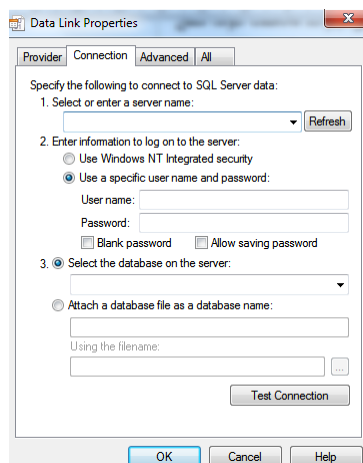 Data Link Properties
Provider Connection Advanced All
Specify the following to connect to SQL Server data:
1. Select or enter a server name:
Refresh
2. Enter information to log on to the server:
Use Windows NT Integrated security
Use a specific user name and password:
User name:
Password:
Blank password Allow saving password
3. Select the database on the server:
Attach a database file as a database name:
Using the filename:
...
Test Connection
OK Cancel Help